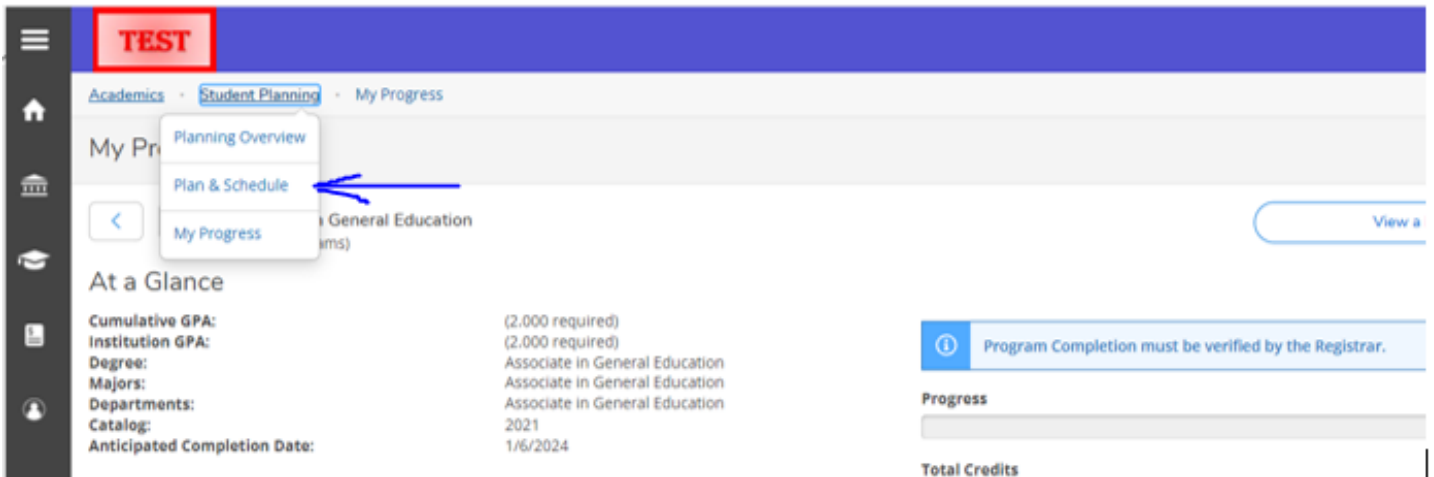 TEST
Academics · Student Planning · My Progress
Planning Overview
My Pr
Plan & Schedule
General Education
View a
My Progress
ams)
At a Glance
Cumulative GPA: (2.000 required)
Institution GPA: (2.000 required)
Degree: Associate in General Education
Majors: Associate in General Education
Departments: Associate in General Education
Catalog: 2021
Anticipated Completion Date: 1/6/2024
Program Completion must be verified by the Registrar.
Progress
Total Credits